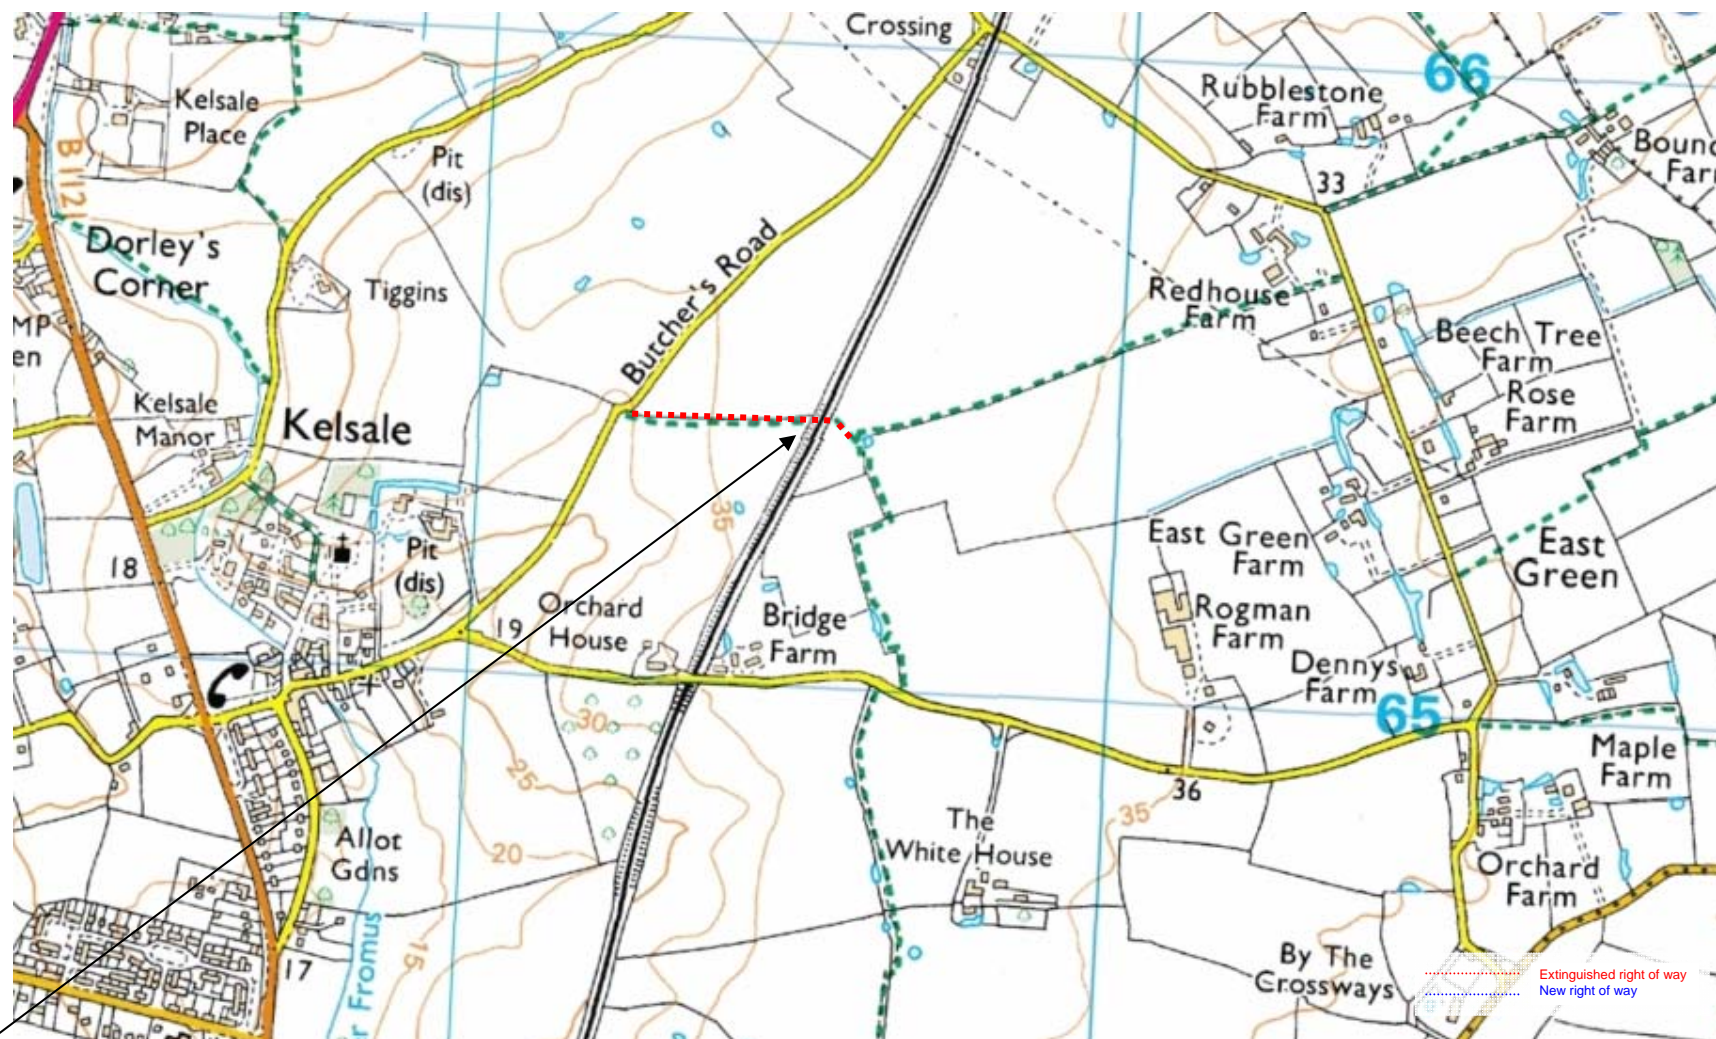 Crossing
66
Kelsale
Place
Rubblestone
Farm
Bound
Farm
B1121
Pit
(dis)
33
Dorley's
Corner
Tiggins
Butcher's Road
Redhouse
Farm
MP
en
Beech Tree
Farm
Kelsale
Manor
Kelsale
Rose
Farm
35
East Green
Farm
East
Green
18
Pit
(dis)
19
Orchard
House
Bridge
Farm
Rogman
Farm
Dennys
Farm
65
30
25
Maple
Farm
36
35
The
White House
Allot
Gdns
20
Orchard
Farm
15
r Fromus
17
By The
Crossways
Extinguished right of way
New right of way